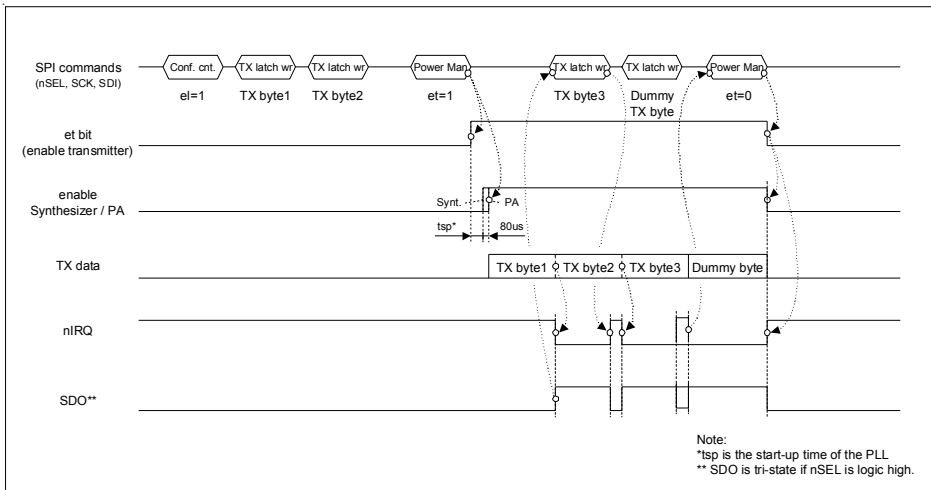 SPI commands
(nSEL, SCK, SDI)
Conf. cnt.
TX latch wr
TX latch wr
Power Man
TX latch wr
TX latch wr
Power Man
el=1
TX byte1
TX byte2
et=1
TX byte3
Dummy
TX byte
et=0
et bit
(enable transmitter)
enable
Synthesizer / PA
Synt.
PA
tsp*
80us
TX data
TX byte1
TX byte2
TX byte3
Dummy byte
nIRQ
SDO**
Note:
*tsp is the start-up time of the PLL
** SDO is tri-state if nSEL is logic high.